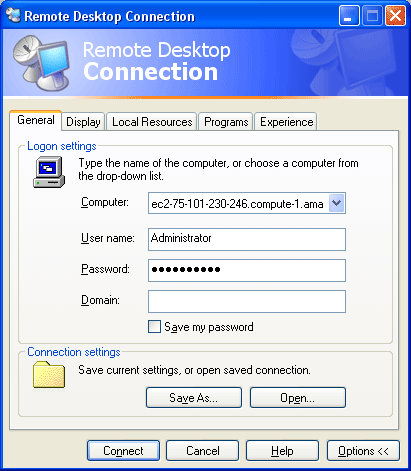 Remote Desktop Connection
Remote Desktop
Connection
General Display Local Resources Programs Experience
Logon settings
Type the name of the computer, or choose a computer from
the drop-down list.
Computer: ec2-75-101-230-246.compute-1.ama
User name: Administrator
Password: ●●●●●●●●●●
Domain:
Save my password
Connection settings
Save current settings, or open saved connection.
Save As... Open...
Connect Cancel Help Options <<